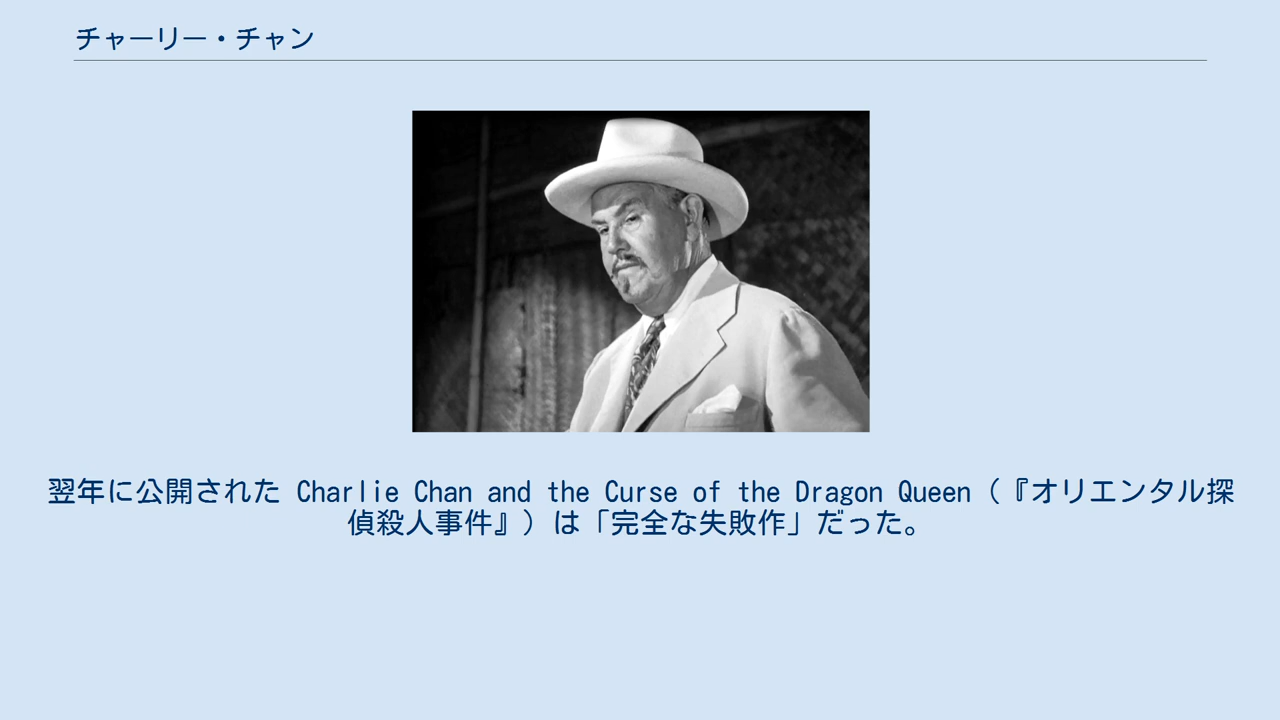 チャーリー・チャン
翌年に公開された Charlie Chan and the Curse of the Dragon Queen（『オリエンタル探
偵殺人事件』）は「完全な失敗作」だった。